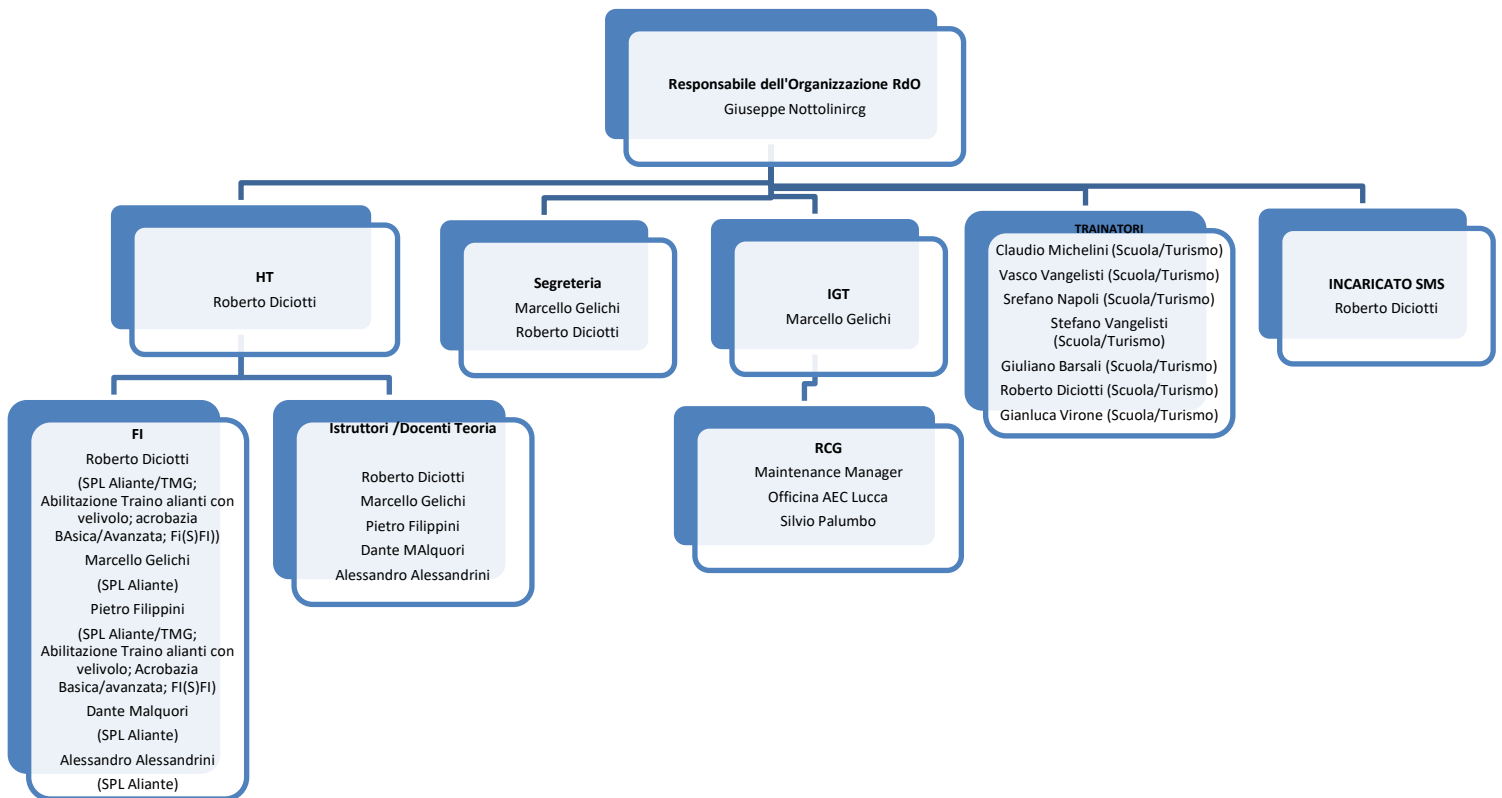 Responsabile dell'Organizzazione RdO
Giuseppe Nottolinircg
HT
Roberto Diciotti
Segreteria
Marcello Gelichi
Roberto Diciotti
IGT
Marcello Gelichi
TRAINATORI
Claudio Michelini (Scuola/Turismo)
Vasco Vangelisti (Scuola/Turismo)
Srefano Napoli (Scuola/Turismo)
Stefano Vangelisti
(Scuola/Turismo)
Giuliano Barsali (Scuola/Turismo)
Roberto Diciotti (Scuola/Turismo)
Gianluca Virone (Scuola/Turismo)
INCARICATO SMS
Roberto Diciotti
FI
Roberto Diciotti
(SPL Aliante/TMG;
Abilitazione Traino alianti con
velivolo; acrobazia
BAsica/Avanzata; Fi(S)FI))
Marcello Gelichi
(SPL Aliante)
Pietro Filippini
(SPL Aliante/TMG;
Abilitazione Traino alianti con
velivolo; Acrobazia
Basica/avanzata; FI(S)FI)
Dante Malquori
(SPL Aliante)
Alessandro Alessandrini
(SPL Aliante)
Istruttori /Docenti Teoria
Roberto Diciotti
Marcello Gelichi
Pietro Filippini
Dante MAlquori
Alessandro Alessandrini
RCG
Maintenance Manager
Officina AEC Lucca
Silvio Palumbo